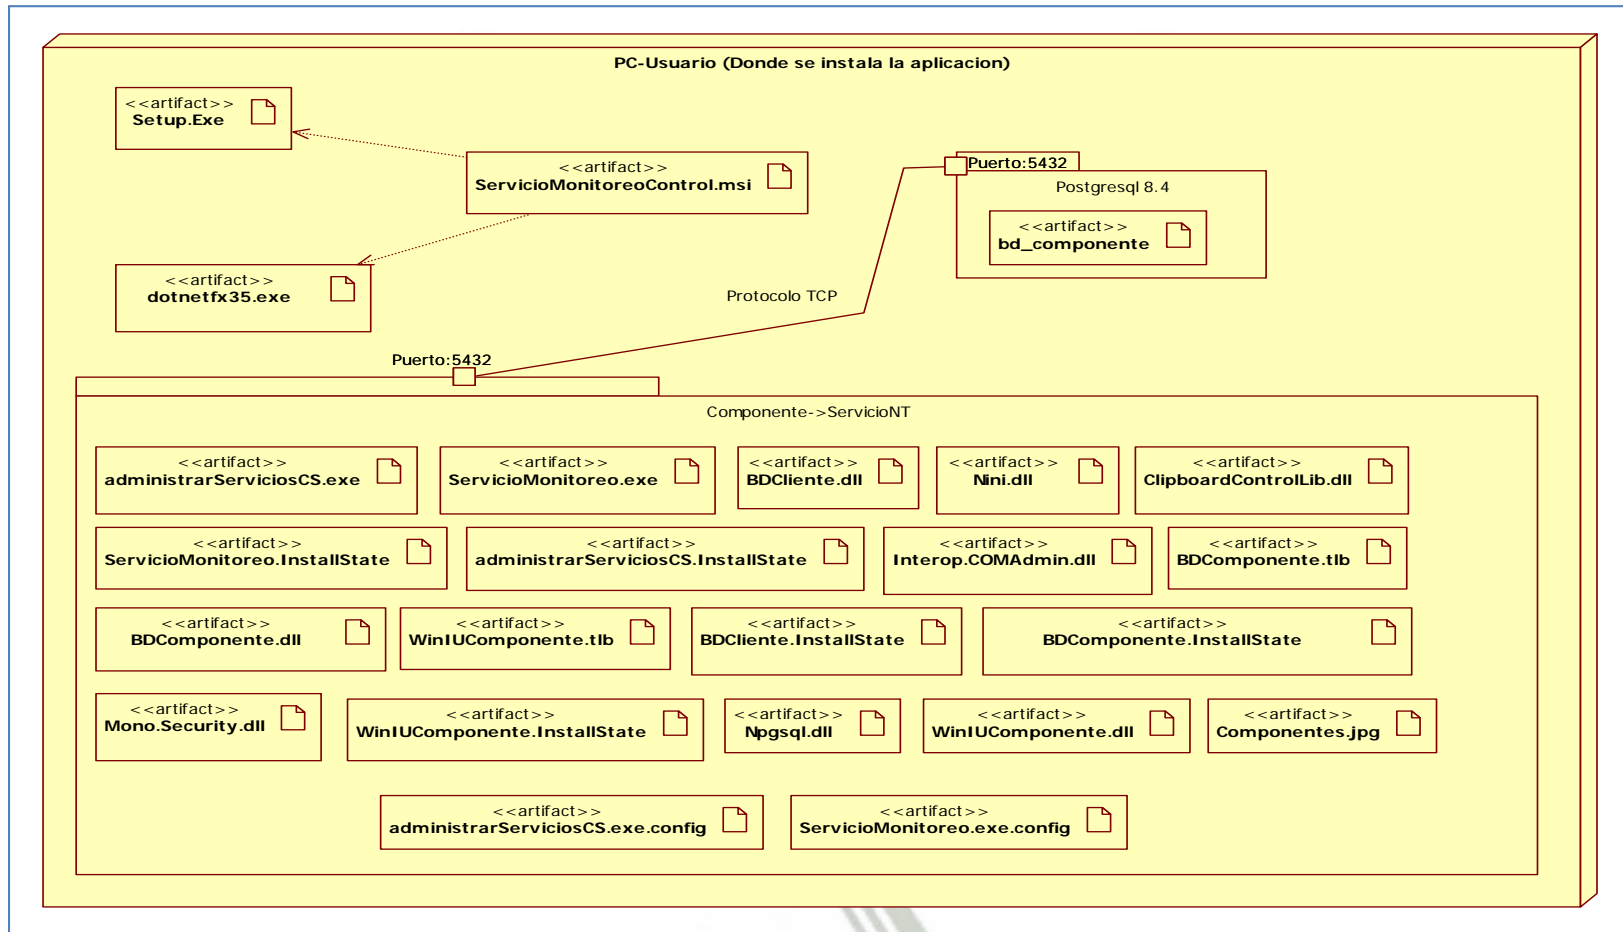 PC-Usuario (Donde se instala la aplicacion)
<<artifact>>
Setup.Exe
<<artifact>>
ServicioMonitoreoControl.msi
Puerto:5432
Postgresql 8.4
<<artifact>>
bd_componente
<<artifact>>
dotnetfx35.exe
Protocolo TCP
Puerto:5432
Componente->ServicioNT
<<artifact>>
administrarServiciosCS.exe
<<artifact>>
ServicioMonitoreo.exe
<<artifact>>
BDCliente.dll
<<artifact>>
Nini.dll
<<artifact>>
ClipboardControlLib.dll
<<artifact>>
ServicioMonitoreo.InstallState
<<artifact>>
administrarServiciosCS.InstallState
<<artifact>>
Interop.COMAdmin.dll
<<artifact>>
BDComponente.tlb
<<artifact>>
BDComponente.dll
<<artifact>>
WinIUComponente.tlb
<<artifact>>
BDCliente.InstallState
<<artifact>>
BDComponente.InstallState
<<artifact>>
Mono.Security.dll
<<artifact>>
WinIUComponente.InstallState
<<artifact>>
Npgsql.dll
<<artifact>>
WinIUComponente.dll
<<artifact>>
Componentes.jpg
<<artifact>>
administrarServiciosCS.exe.config
<<artifact>>
ServicioMonitoreo.exe.config